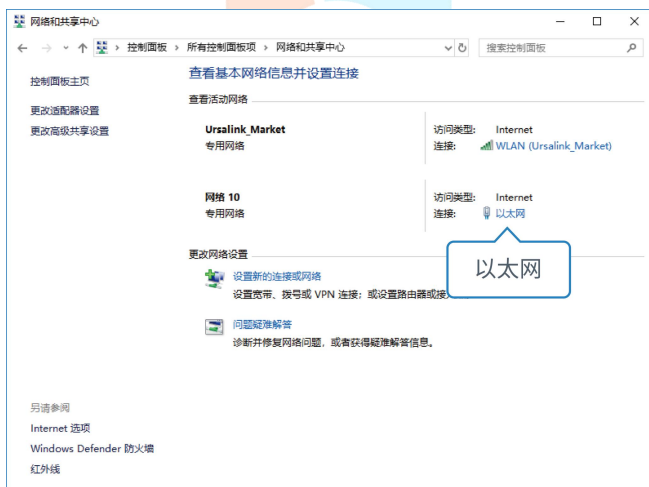 网络和共享中心
控制面板 › 所有控制面板项 › 网络和共享中心
搜索控制面板
控制面板主页
更改适配器设置
更改高级共享设置
查看基本网络信息并设置连接
查看活动网络
Ursalink_Market
专用网络
访问类型: Internet
连接: WLAN (Ursalink_Market)
网络 10
专用网络
访问类型: Internet
连接: 以太网
以太网
更改网络设置
设置新的连接或网络
设置宽带、拨号或 VPN 连接；或设置路由器或接
问题疑难解答
诊断并修复网络问题，或者获得疑难解答信息。
另请参阅
Internet 选项
Windows Defender 防火墙
红外线